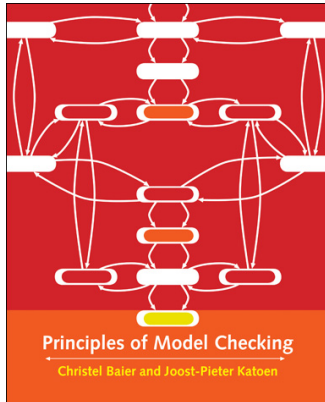 Principles of Model Checking
Christel Baier and Joost-Pieter Katoen